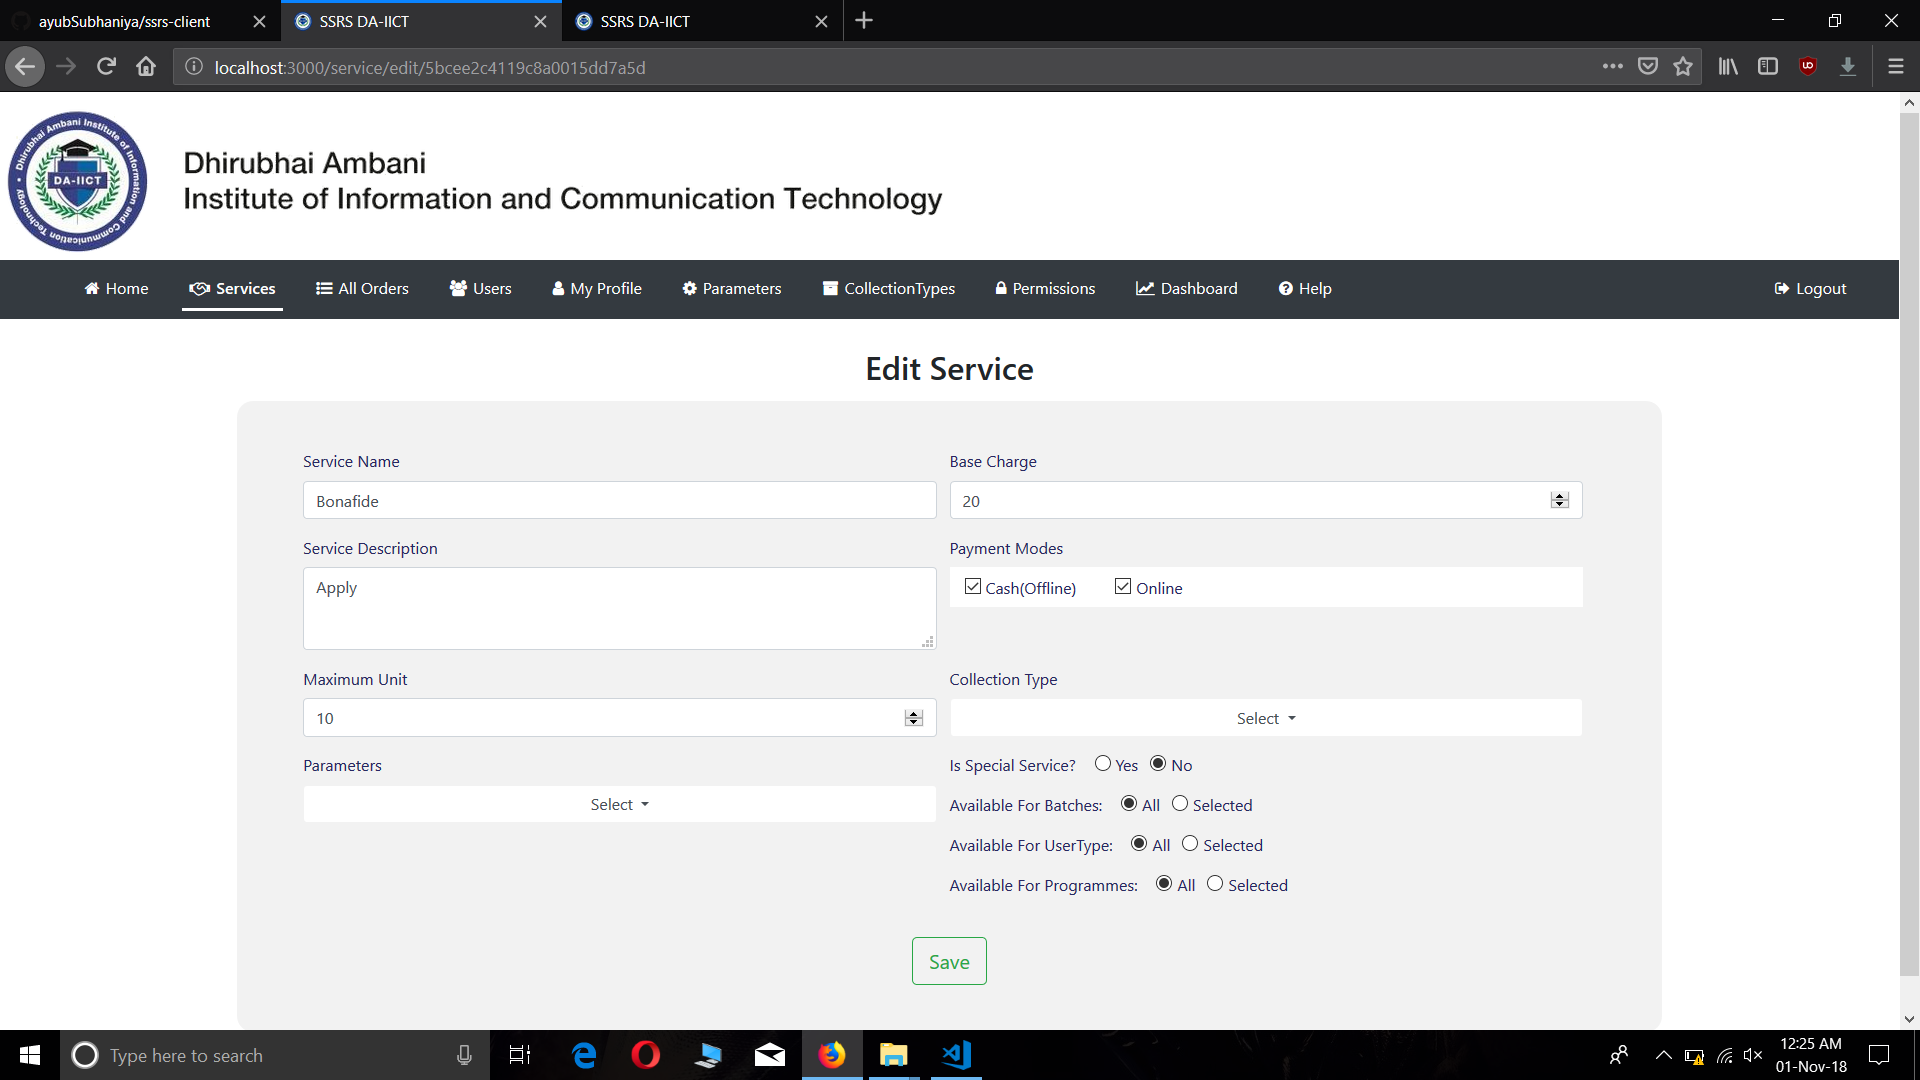 ayubSubhaniya/ssrs-client
SSRS DA-IICT
SSRS DA-IICT
localhost:3000/service/edit/5bcee2c4119c8a0015dd7a5d
Dhirubhai Ambani Institute of Information and Communication Technology
DA-IICT
Dhirubhai Ambani
Institute of Information and Communication Technology
Home
Services
All Orders
Users
My Profile
Parameters
CollectionTypes
Permissions
Dashboard
Help
Logout
Edit Service
Service Name
Base Charge
Bonafide
20
Service Description
Payment Modes
Apply
Cash(Offline)
Online
Maximum Unit
Collection Type
10
Select
Parameters
Is Special Service? Yes No
Select
Available For Batches: All Selected
Available For UserType: All Selected
Available For Programmes: All Selected
Save
Type here to search
12:25 AM
01-Nov-18